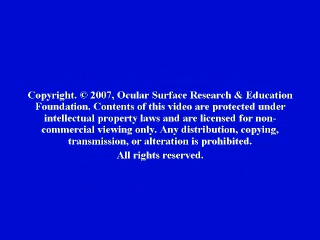 Copyright. © 2007, Ocular Surface Research & Education
Foundation. Contents of this video are protected under
intellectual property laws and are licensed for non-
commercial viewing only. Any distribution, copying,
transmission, or alteration is prohibited.
All rights reserved.